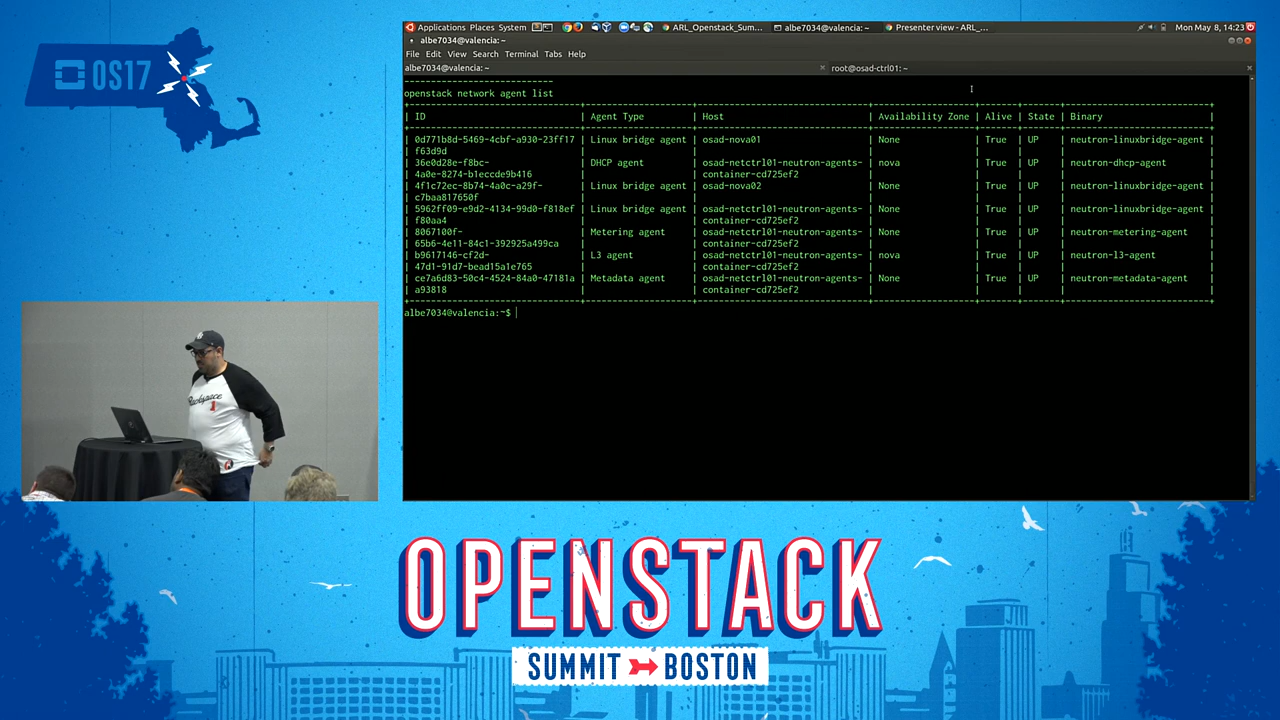 OS17
Applications Places System
ARL_Openstack_Sum...
albe7034@valencia: ~
Presenter view - ARL_...
Mon May 8, 14:23
albe7034@valencia: ~
File Edit View Search Terminal Tabs Help
albe7034@valencia: ~
root@osad-ctrl01: ~
----------------------------
openstack network agent list
| ID | Agent Type | Host | Availability Zone | Alive | State | Binary |
| 0d771b8d-5469-4cbf-a930-23ff17 | Linux bridge agent | osad-nova01 | None | True | UP | neutron-linuxbridge-agent |
| f63d9d | | | | | | |
| 36e0d28e-f8bc- | DHCP agent | osad-netctrl01-neutron-agents- | nova | True | UP | neutron-dhcp-agent |
| 4a0e-8274-b1eccde9b416 | | container-cd725ef2 | | | | |
| 4f1c72ec-8b74-4a0c-a29f- | Linux bridge agent | osad-nova02 | None | True | UP | neutron-linuxbridge-agent |
| c7baa817650f | | | | | | |
| 5962ff09-e9d2-4134-99d0-f818ef | Linux bridge agent | osad-netctrl01-neutron-agents- | None | True | UP | neutron-linuxbridge-agent |
| f80aa4 | | container-cd725ef2 | | | | |
| 8067100f- | Metering agent | osad-netctrl01-neutron-agents- | None | True | UP | neutron-metering-agent |
| 65b6-4e11-84c1-392925a499ca | | container-cd725ef2 | | | | |
| b9617146-cf2d- | L3 agent | osad-netctrl01-neutron-agents- | nova | True | UP | neutron-l3-agent |
| 47d1-91d7-bead15a1e765 | | container-cd725ef2 | | | | |
| ce7a6d83-50c4-4524-84a0-47181a | Metadata agent | osad-netctrl01-neutron-agents- | None | True | UP | neutron-metadata-agent |
| a93818 | | container-cd725ef2 | | | | |
albe7034@valencia:~$
Rackspace
1
OPENSTACK
SUMMIT BOSTON